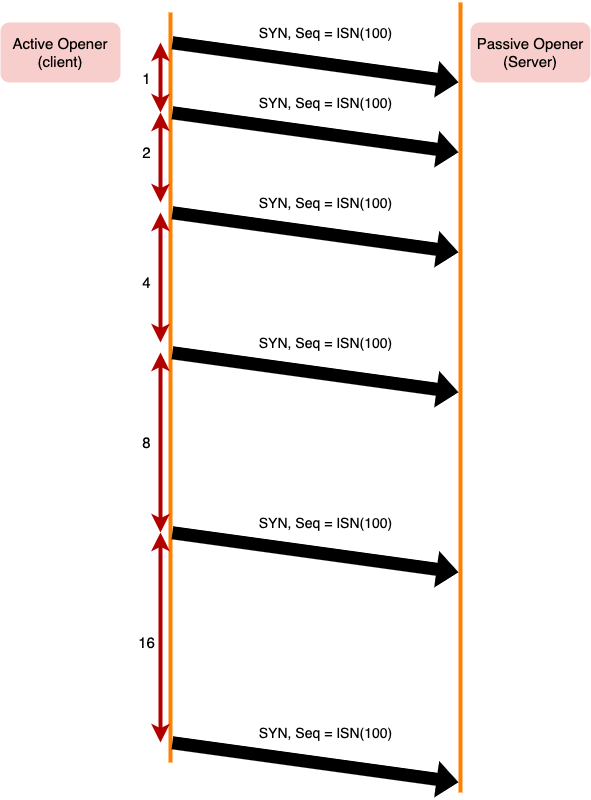 SYN, Seq = ISN(100)
Active Opener
(client)
Passive Opener
(Server)
1
SYN, Seq = ISN(100)
2
SYN, Seq = ISN(100)
4
SYN, Seq = ISN(100)
8
SYN, Seq = ISN(100)
16
SYN, Seq = ISN(100)